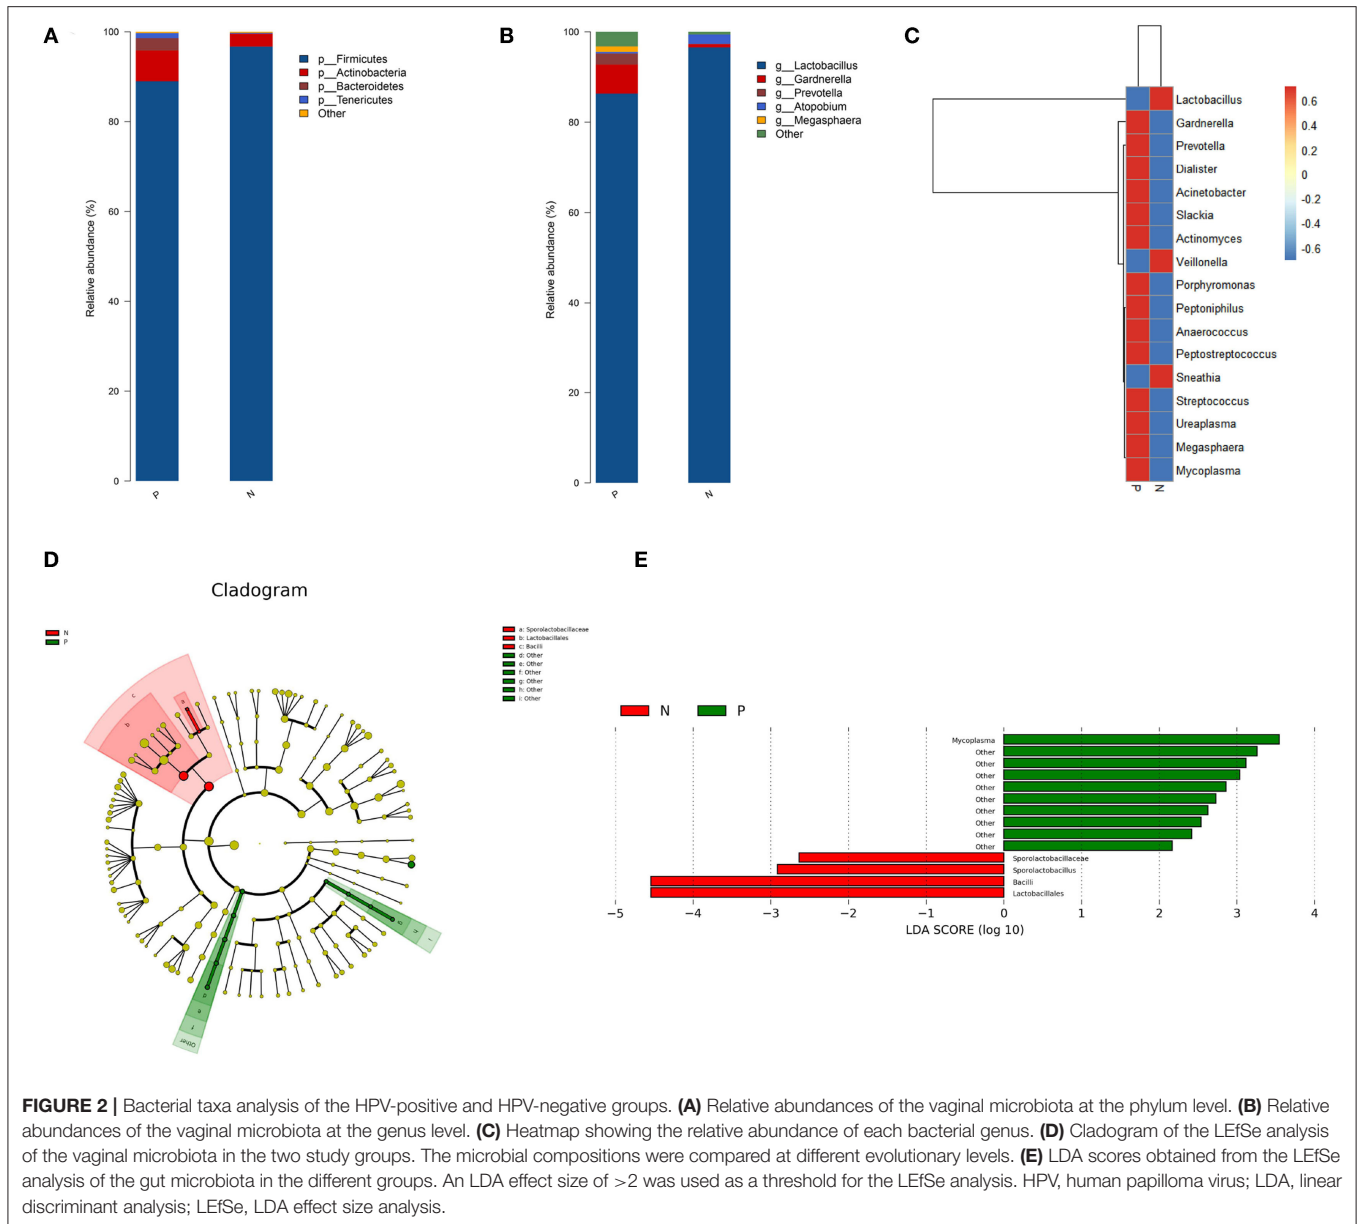 A
100
80
60
40
20
0
Relative abundance (%)
P
N
p__Firmicutes
p__Actinobacteria
p__Bacteroidetes
p__Tenericutes
Other
B
100
80
60
40
20
0
Relative abundance (%)
P
N
g__Lactobacillus
g__Gardnerella
g__Prevotella
g__Atopobium
g__Megasphaera
Other
C
Lactobacillus
Gardnerella
Prevotella
Dialister
Acinetobacter
Slackia
Actinomyces
Veillonella
Porphyromonas
Peptoniphilus
Anaerococcus
Peptostreptococcus
Sneathia
Streptococcus
Ureaplasma
Megasphaera
Mycoplasma
P
N
0.6
0.4
0.2
0
-0.2
-0.4
-0.6
D
Cladogram
N
P
a: Sporolactobacillaceae
b: Lactobacillales
c: Bacili
d: Other
e: Other
f: Other
g: Other
h: Other
i: Other
c
b
a
g
h
i
d
e
f
Other
E
N
P
Mycoplasma
Other
Other
Other
Other
Other
Other
Other
Other
Other
Sporolactobacillaceae
Sporolactobacillus
Bacilli
Lactobacillales
−5 −4 −3 −2 −1 0 1 2 3 4
LDA SCORE (log 10)
FIGURE 2 | Bacterial taxa analysis of the HPV-positive and HPV-negative groups. (A) Relative abundances of the vaginal microbiota at the phylum level. (B) Relative
abundances of the vaginal microbiota at the genus level. (C) Heatmap showing the relative abundance of each bacterial genus. (D) Cladogram of the LEfSe analysis
of the vaginal microbiota in the two study groups. The microbial compositions were compared at different evolutionary levels. (E) LDA scores obtained from the LEfSe
analysis of the gut microbiota in the different groups. An LDA effect size of >2 was used as a threshold for the LEfSe analysis. HPV, human papilloma virus; LDA, linear
discriminant analysis; LEfSe, LDA effect size analysis.